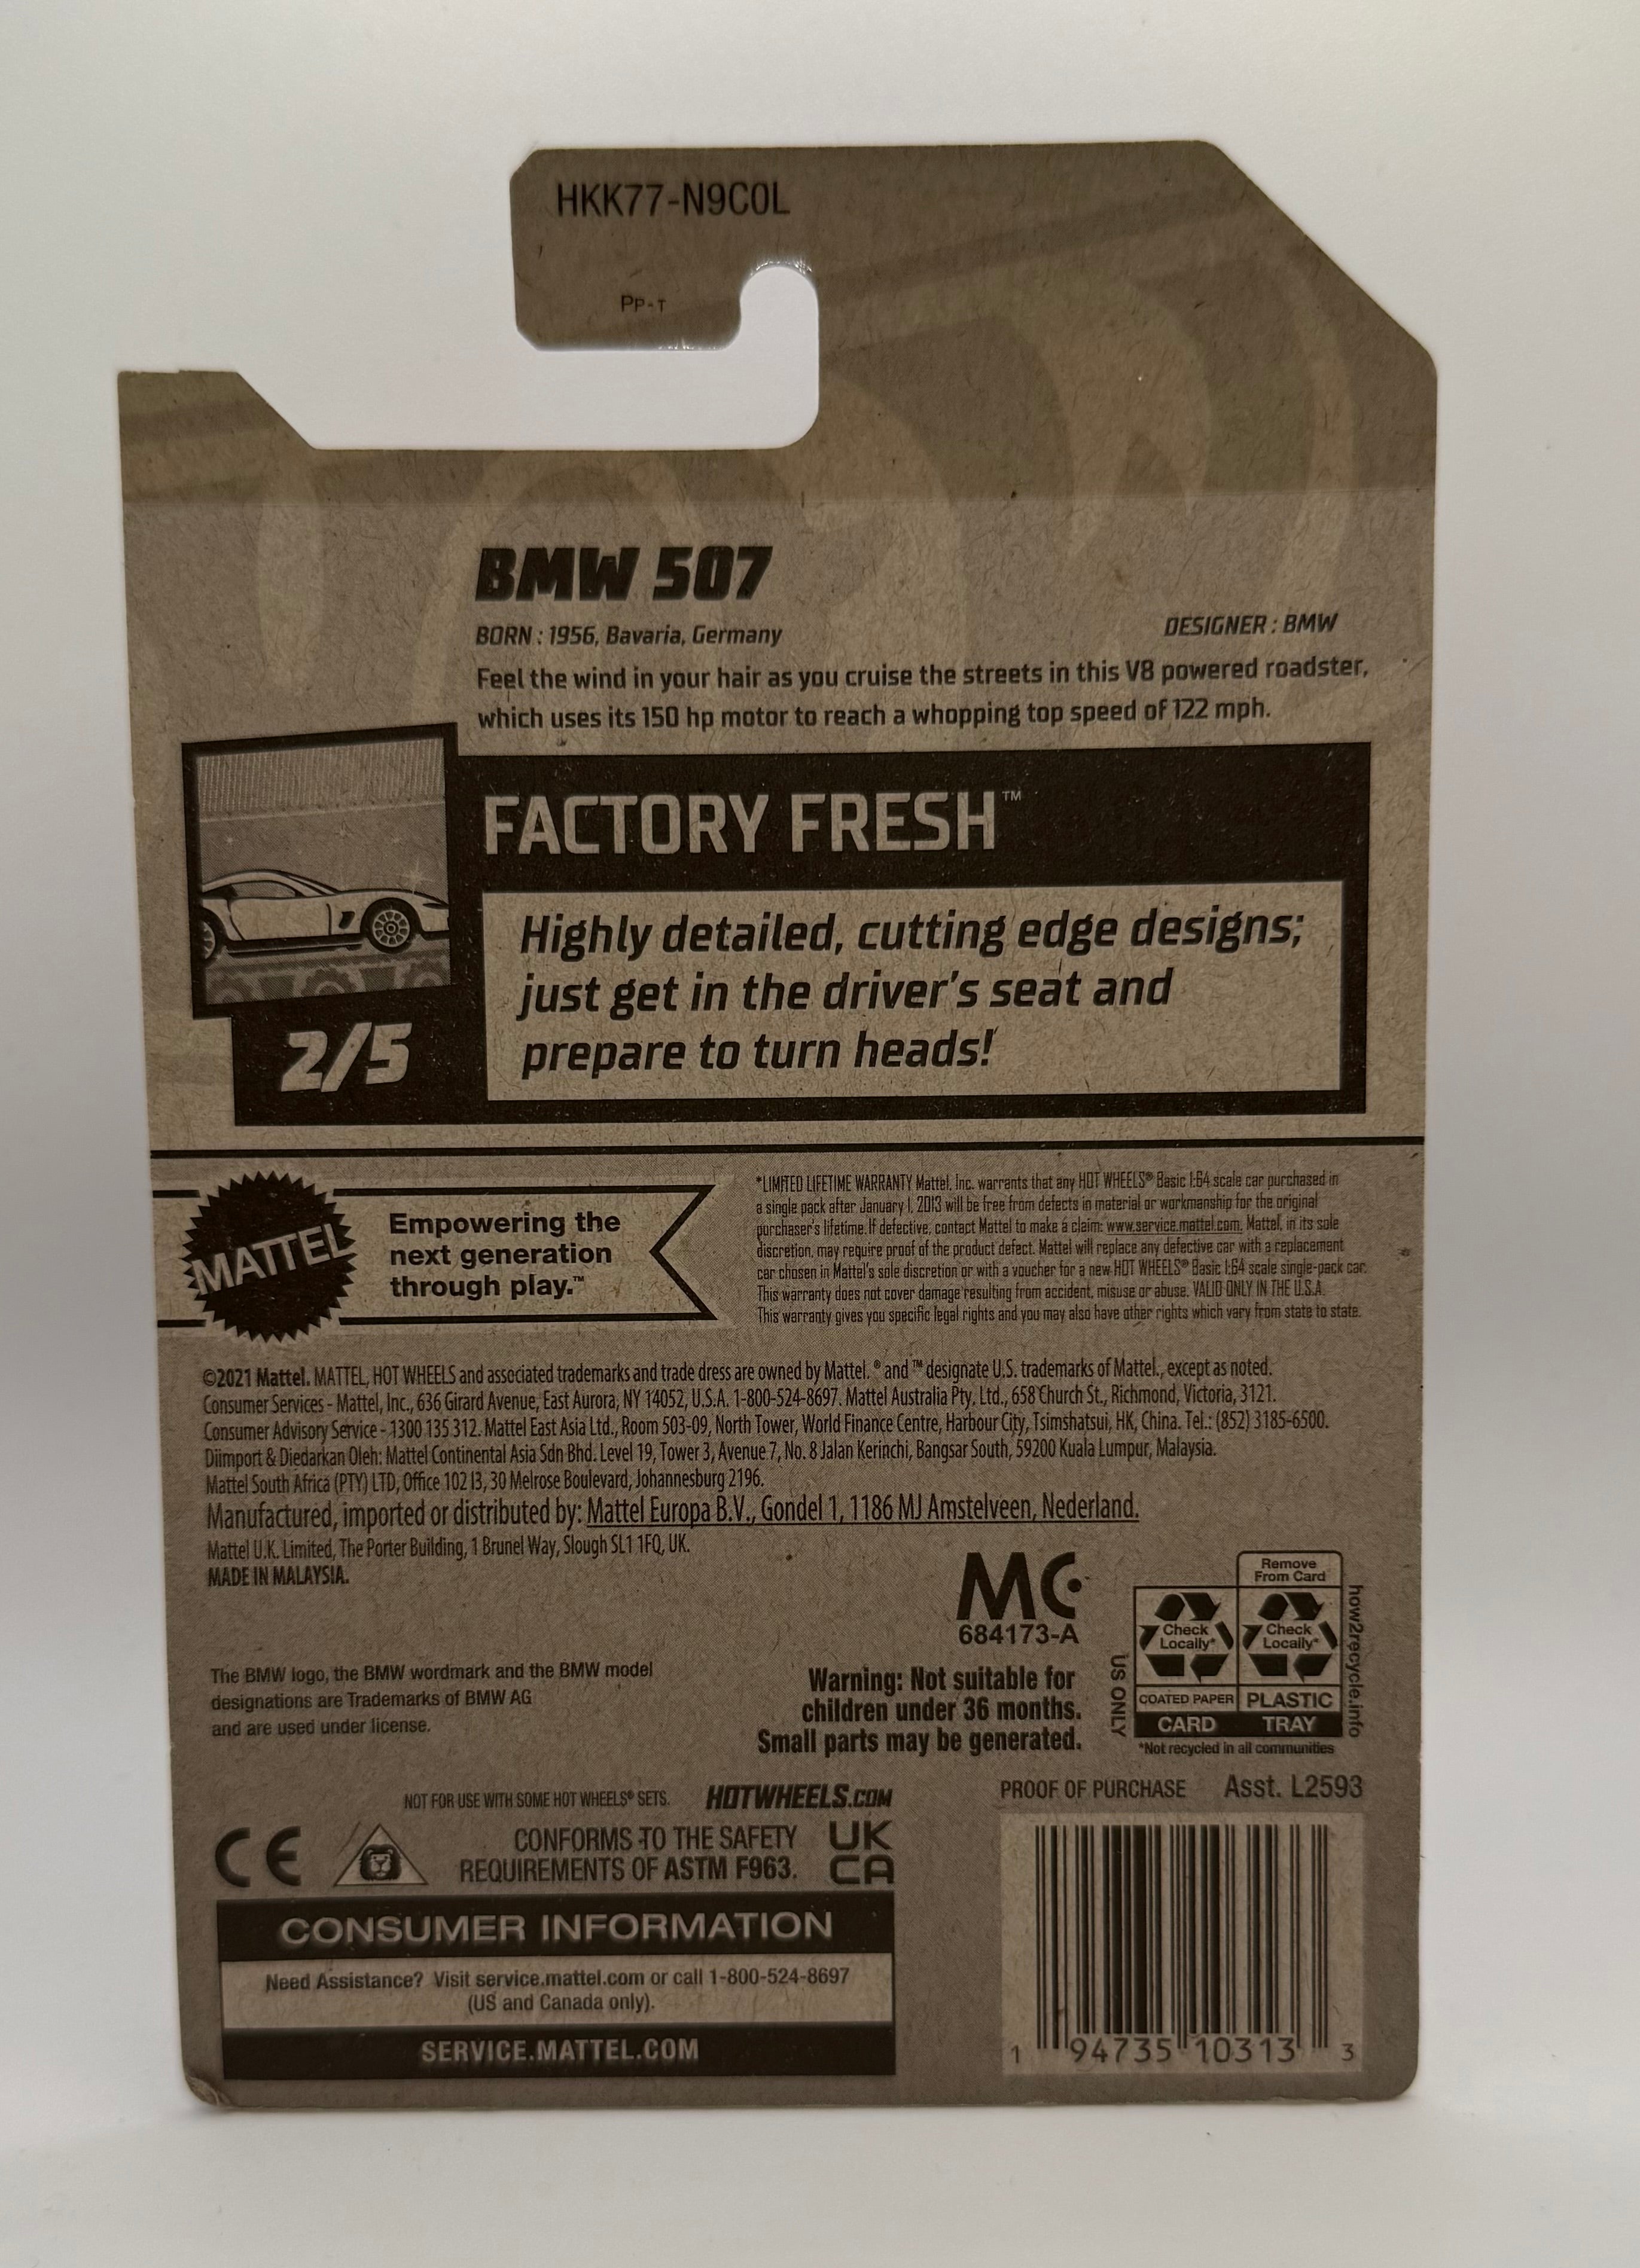 HKK77-N9C0L
PP-T
BMW 507
BORN : 1956, Bavaria, Germany
DESIGNER : BMW
Feel the wind in your hair as you cruise the streets in this V8 powered roadster,
which uses its 150 hp motor to reach a whopping top speed of 122 mph.
FACTORY FRESH™
Highly detailed, cutting edge designs;
just get in the driver's seat and
prepare to turn heads!
2/5
MATTEL
Empowering the
next generation
through play.™
*LIMITED LIFETIME WARRANTY Mattel, Inc. warrants that any HOT WHEELS® Basic 1:64 scale car purchased in
a single pack after January 1, 2013 will be free from defects in material or workmanship for the original
purchaser's lifetime. If defective, contact Mattel to make a claim: www.service.mattel.com. Mattel, in its sole
discretion, may require proof of the product defect. Mattel will replace any defective car with a replacement
car chosen in Mattel's sole discretion or with a voucher for a new HOT WHEELS® Basic 1:64 scale single-pack car.
This warranty does not cover damage resulting from accident, misuse or abuse. VALID ONLY IN THE U.S.A.
This warranty gives you specific legal rights and you may also have other rights which vary from state to state.
©2021 Mattel. MATTEL, HOT WHEELS and associated trademarks and trade dress are owned by Mattel. ® and ™ designate U.S. trademarks of Mattel., except as noted.
Consumer Services - Mattel, Inc., 636 Girard Avenue, East Aurora, NY 14052, U.S.A. 1-800-524-8697. Mattel Australia Pty. Ltd., 658 Church St., Richmond, Victoria, 3121.
Consumer Advisory Service - 1300 135 312. Mattel East Asia Ltd., Room 503-09, North Tower, World Finance Centre, Harbour City, Tsimshatsui, HK, China. Tel.: (852) 3185-6500.
Diimport & Diedarkan Oleh: Mattel Continental Asia Sdn Bhd. Level 19, Tower 3, Avenue 7, No. 8 Jalan Kerinchi, Bangsar South, 59200 Kuala Lumpur, Malaysia.
Mattel South Africa (PTY) LTD, Office 102 I3, 30 Melrose Boulevard, Johannesburg 2196.
Manufactured, imported or distributed by: Mattel Europa B.V., Gondel 1, 1186 MJ Amstelveen, Nederland.
Mattel U.K. Limited, The Porter Building, 1 Brunel Way, Slough SL1 1FQ, UK.
MADE IN MALAYSIA.
MC
684173-A
Remove
From Card
Check
Locally*
Check
Locally*
COATED PAPER
PLASTIC
CARD
TRAY
US ONLY
how2recycle.info
*Not recycled in all communities
The BMW logo, the BMW wordmark and the BMW model
designations are Trademarks of BMW AG
and are used under license.
Warning: Not suitable for
children under 36 months.
Small parts may be generated.
NOT FOR USE WITH SOME HOT WHEELS® SETS.
HOTWHEELS.COM
PROOF OF PURCHASE Asst. L2593
CE
CONFORMS TO THE SAFETY
REQUIREMENTS OF ASTM F963.
UK
CA
CONSUMER INFORMATION
Need Assistance? Visit service.mattel.com or call 1-800-524-8697
(US and Canada only).
SERVICE.MATTEL.COM
1 94735 10313 3